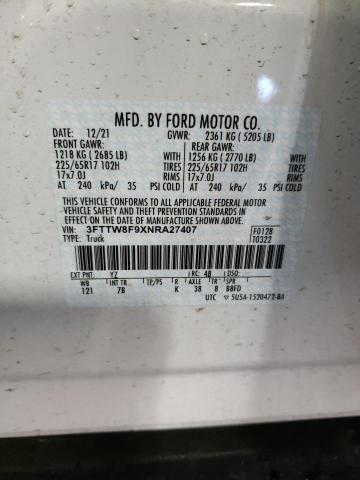 MFD. BY FORD MOTOR CO.
DATE: 12/21 GVWR: 2361 KG ( 5205 LB)
FRONT GAWR: REAR GAWR:
1218 KG ( 2685 LB) WITH 1256 KG ( 2770 LB) WITH
225/65R17 102H TIRES 225/65R17 102H TIRES
17x7.0J RIMS 17x7.0J RIMS
AT 240 kPa/ 35 PSI COLD AT 240 kPa/ 35 PSI COLD
THIS VEHICLE CONFORMS TO ALL APPLICABLE FEDERAL MOTOR
VEHICLE SAFETY AND THEFT PREVENTION STANDARDS IN
EFFECT ON THE DATE OF MANUFACTURE SHOWN ABOVE.
VIN: 3FTTW8F9XNRA27407 F0128
TYPE: Truck T0322
EXT PNT: YZ RC: 48 DSO:
WB INT TR TP/PS R AXLE TR SPR
121 7B K 38 8 BBFD
UTC 5U5A-1520472-BA